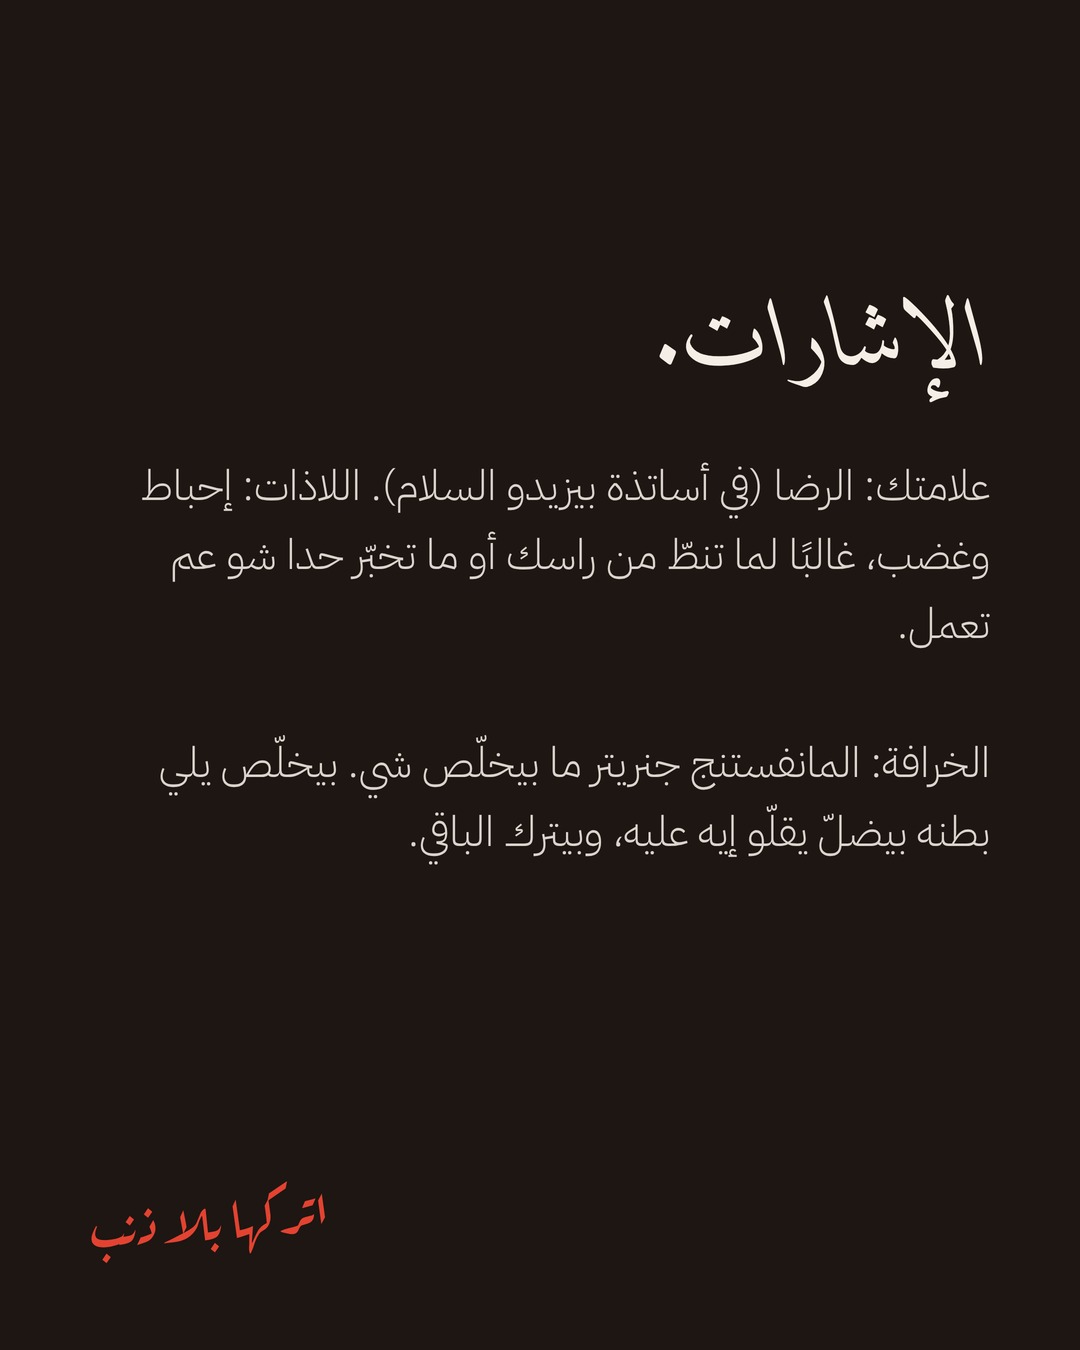 الإشارات.
علامتك: الرضا (في أساتذة بيزيدو السلام). اللاذات: إحباط
وغضب، غالبًا لما تنطّ من راسك أو ما تخبّر حدا شو عم
تعمل.
الخرافة: المانفستنج جنريتر ما بيخلّص شي. بيخلّص يلي
بطنه بيضلّ يقلّو إيه عليه، وبيترك الباقي.
اتركها بلا ذنب